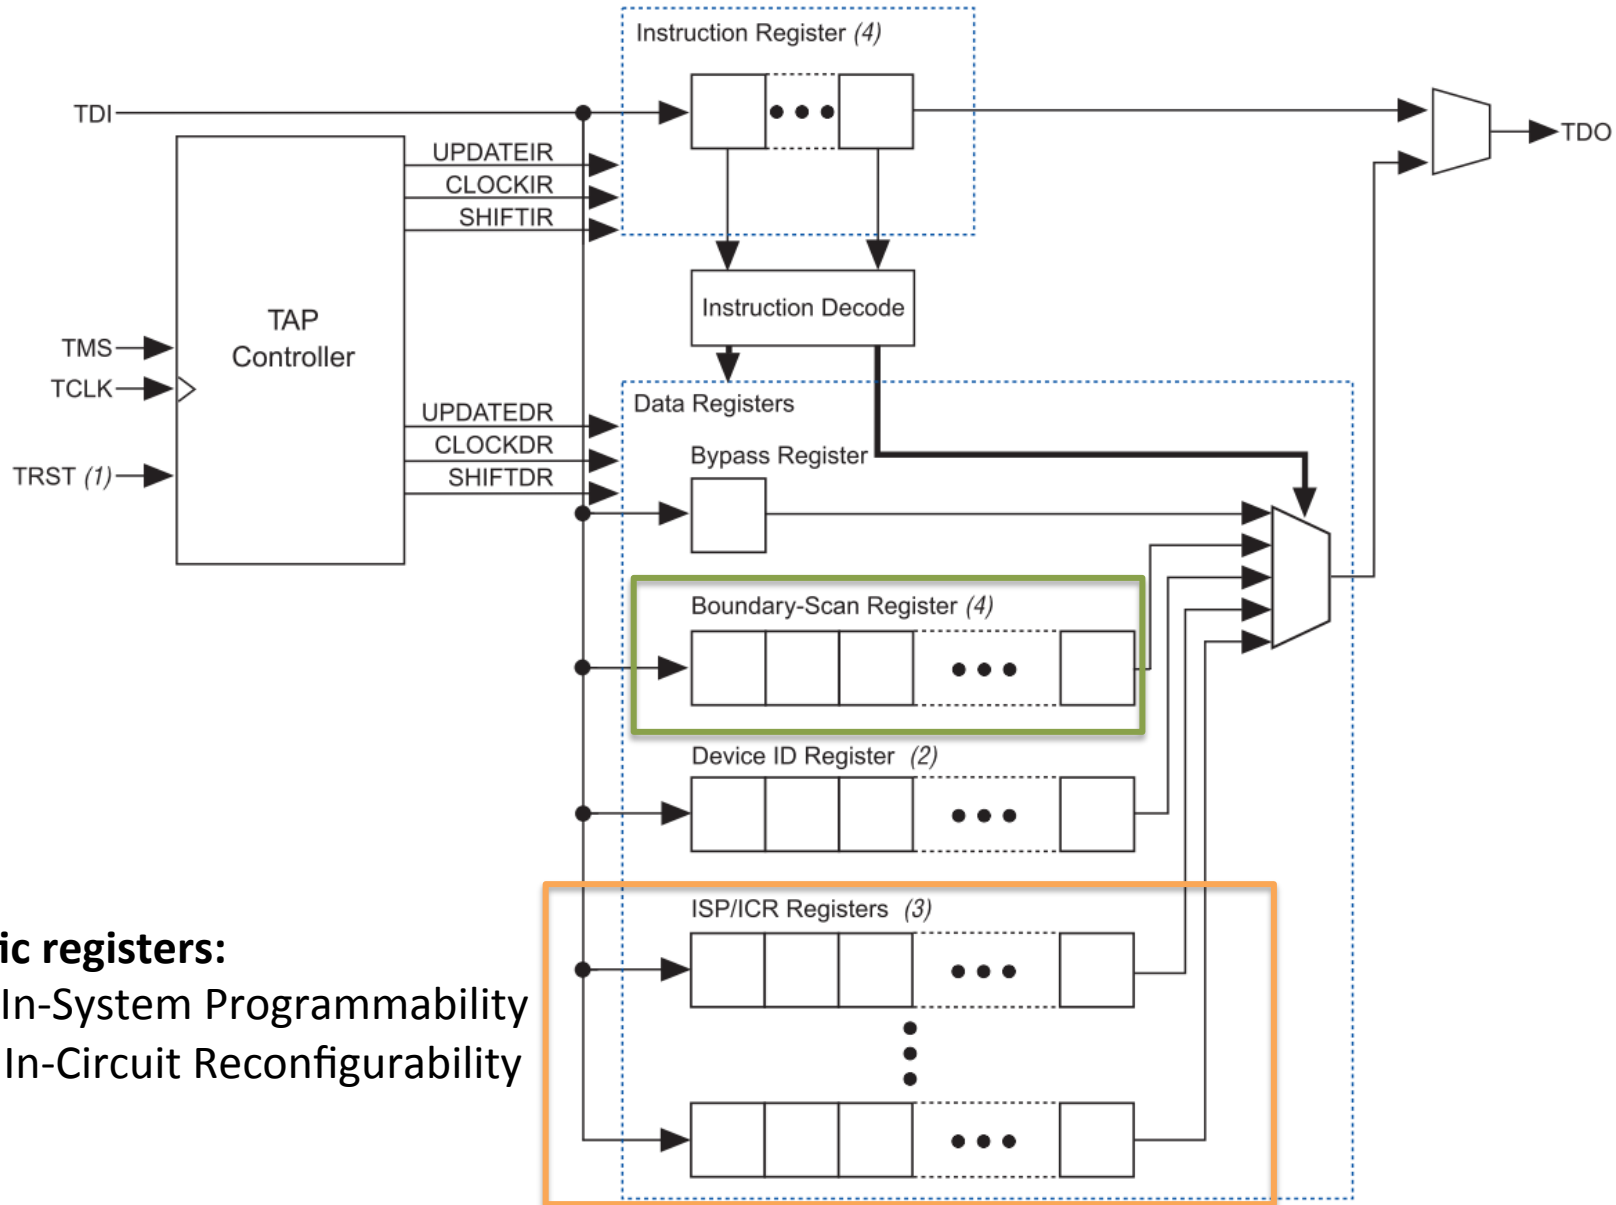 Instruction Register (4)
TDI
TDO
UPDATEIR
CLOCKIR
SHIFTIR
TAP
Controller
Instruction Decode
TMS
TCLK
TRST (1)
UPDATEDR
CLOCKDR
SHIFTDR
Data Registers
Bypass Register
Boundary-Scan Register (4)
Device ID Register (2)
ISP/ICR Registers (3)
ic registers:
In-System Programmability
In-Circuit Reconfigurability